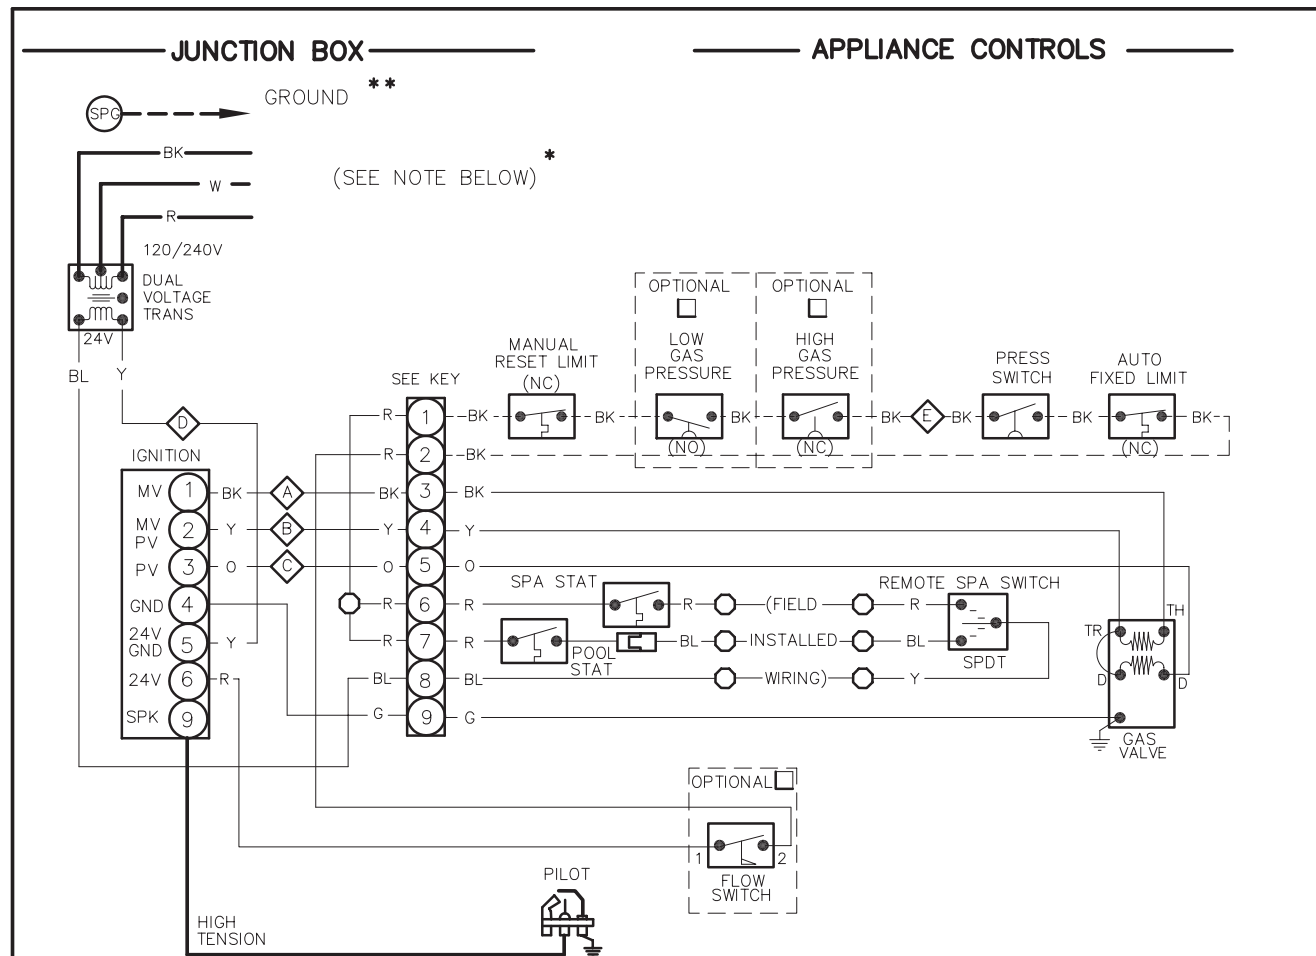 JUNCTION BOX
APPLIANCE CONTROLS
SPG
GROUND **
BK
W
R
(SEE NOTE BELOW) *
120/240V
DUAL
VOLTAGE
TRANS
24V
BL Y
D
OPTIONAL
LOW
GAS
PRESSURE
(NO)
OPTIONAL
HIGH
GAS
PRESSURE
(NC)
MANUAL
RESET LIMIT
(NC)
PRESS
SWITCH
AUTO
FIXED LIMIT
(NC)
SEE KEY
R 1 BK BK BK BK E BK BK BK
R 2 BK
IGNITION
MV 1 BK A BK 3 BK
MV
PV 2 Y B Y 4 Y
PV 3 O C O 5 O
SPA STAT
REMOTE SPA SWITCH
GND 4 R 6 R R (FIELD R
TH
24V
GND 5 Y R 7 R BL INSTALLED BL
TR
POOL
STAT
SPDT
24V 6 R BL 8 BL WIRING) Y
D D
SPK 9 G 9 G
GAS
VALVE
OPTIONAL
1 2
FLOW
SWITCH
PILOT
HIGH
TENSION